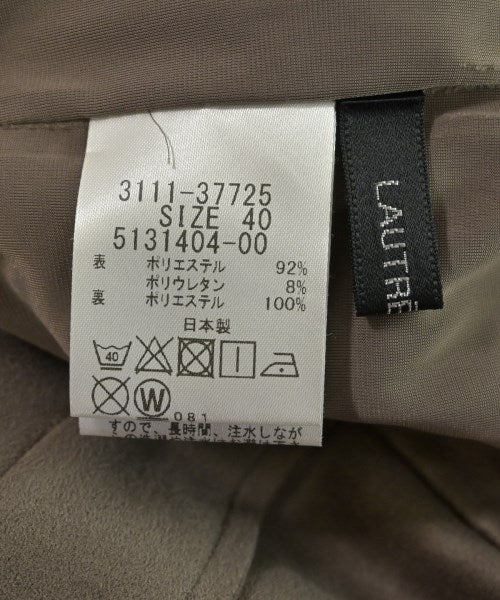 3111-37725
SIZE 40
5131404-00
表 ポリエステル 92%
ポリウレタン 8%
裏 ポリエステル 100%
日本製
40
W
081
すので、長時間、注水しなが
LAUTRÉ